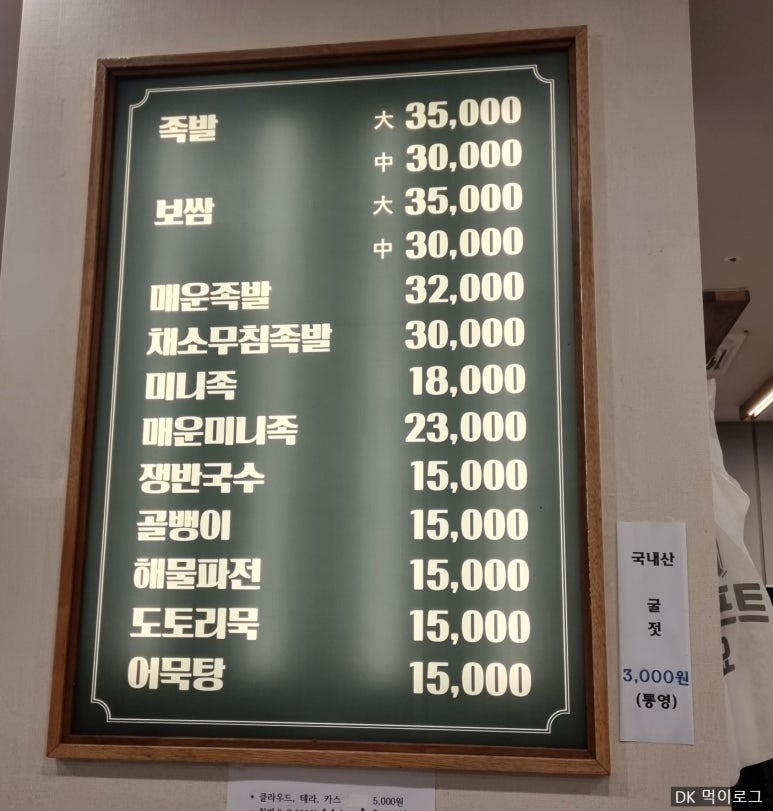 족발 大 35,000
中 30,000
보쌈 大 35,000
中 30,000
매운족발 32,000
채소무침족발 30,000
미니족 18,000
매운미니족 23,000
쟁반국수 15,000
골뱅이 15,000
해물파전 15,000
도토리묵 15,000
어묵탕 15,000
국내산
굴
젓
3,000원
(통영)
• 클라우드, 테라, 카스 5,000원
DK 먹이로그